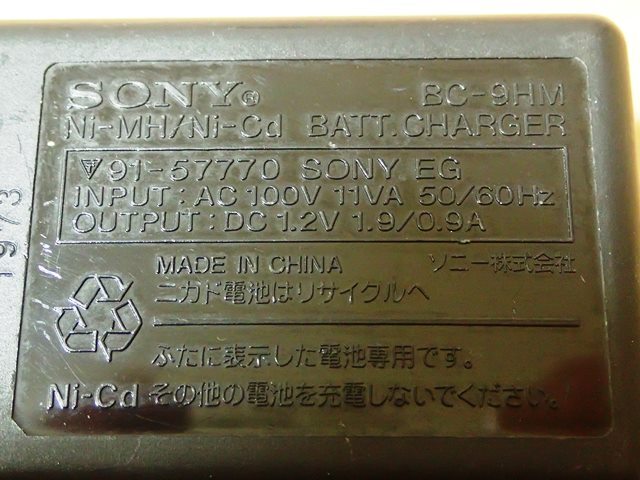 SONY® BC-9HM
Ni-MH/Ni-Cd BATT.CHARGER
91-57770 SONY EG
INPUT : AC 100V 11VA 50/60Hz
OUTPUT : DC 1.2V 1.9/0.9A
MADE IN CHINA ソニー株式会社
ニカド電池はリサイクルへ
ふたに表示した電池専用です。
Ni-Cd その他の電池を充電しないでください。
1973